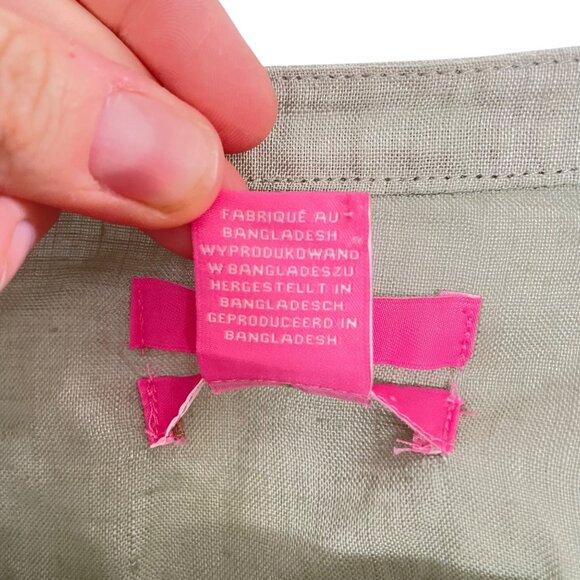 FABRIQUÉ AU
BANGLADESH
WYPRODUKOWANO
W BANGLADESZU
HERGESTELLT IN
BANGLADESCH
GEPRODUCEERD IN
BANGLADESH